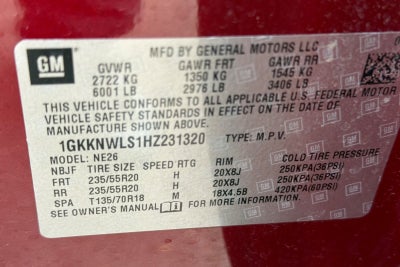 GM
MFD BY GENERAL MOTORS LLC
GVWR GAWR FRT GAWR RR
2722 KG 1350 KG 1545 KG
6001 LB 2976 LB 3406 LB
THIS VEHICLE CONFORMS TO ALL APPLICABLE U.S. FEDERAL MOTOR
VEHICLE SAFETY STANDARDS IN EFFECT ON THE DATE OF
MANUFACTURE SHOWN ABOVE.
1GKKNWLS1HZ231320 TYPE: M.P.V.
MODEL: NE26
NBJF TIRE SIZE SPEED RTG RIM COLD TIRE PRESSURE
FRT 235/55R20 H 20X8J 250KPA(36PSI)
RR 235/55R20 H 20X8J 250KPA(36PSI)
SPA T135/70R18 M 18X4.5B 420KPA(60PSI)
SEE OWNER'S MANUAL